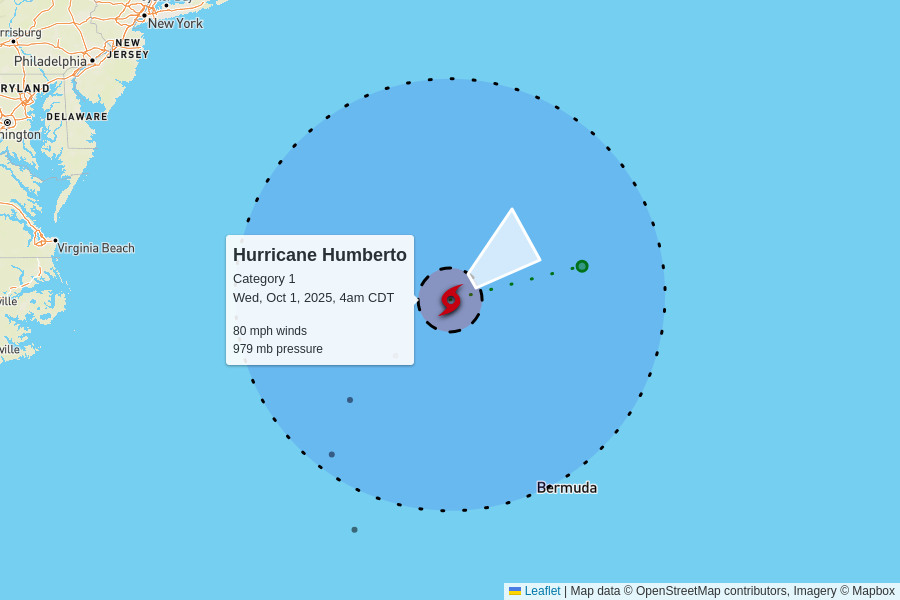 New York
rrisburg
NEW
JERSEY
Philadelphia
RYLAND
DELAWARE
hington
Virginia Beach
Hurricane Humberto
Category 1
Wed, Oct 1, 2025, 4am CDT
80 mph winds
979 mb pressure
ville
ville
Bermuda
Leaflet | Map data © OpenStreetMap contributors, Imagery © Mapbox